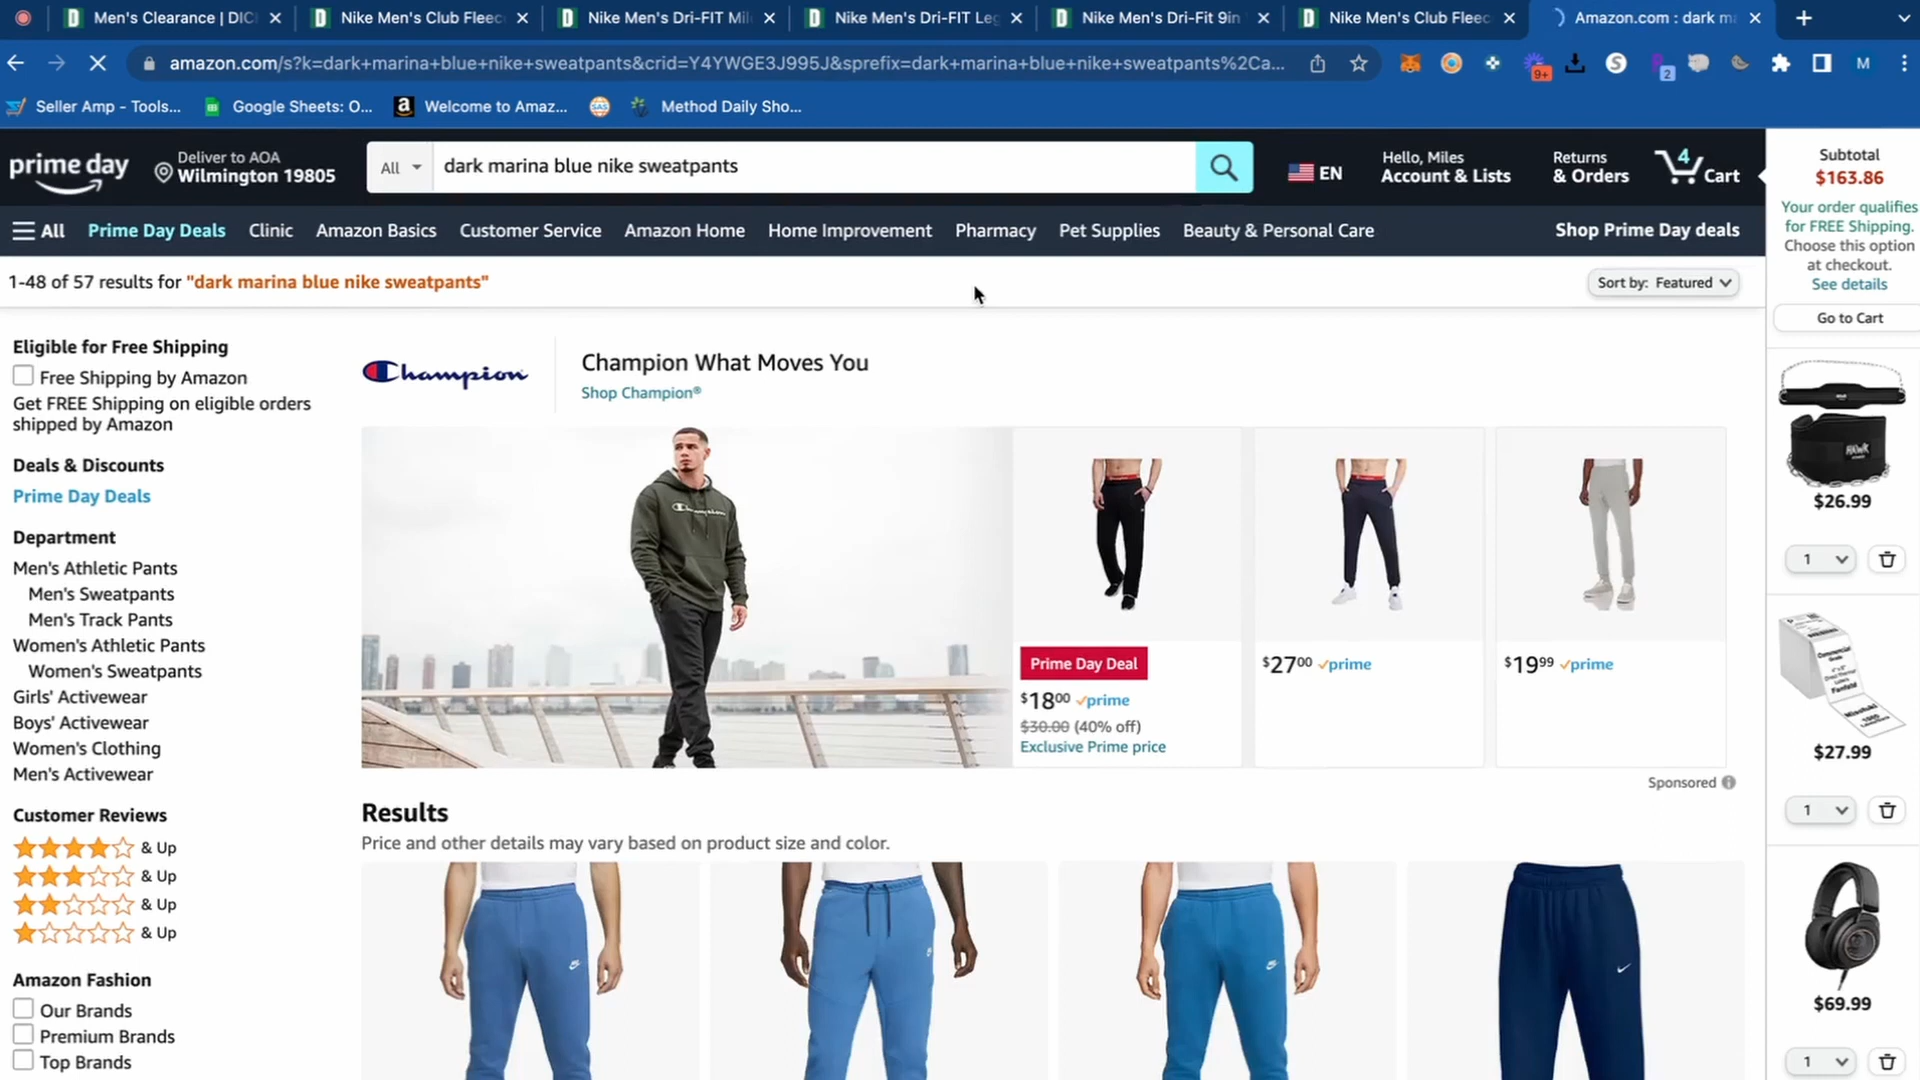 Men's Clearance | DIC
Nike Men's Club Fleec
Nike Men's Dri-FIT Mil
Nike Men's Dri-FIT Leg
Nike Men's Dri-Fit 9in
Nike Men's Club Fleec
Amazon.com : dark m
amazon.com/s?k=dark+marina+blue+nike+sweatpants&crid=Y4YWGE3J995J&sprefix=dark+marina+blue+nike+sweatpants%2Ca...
9+
2
M
Seller Amp - Tools...
Google Sheets: O...
Welcome to Amaz...
SAS
Method Daily Sho...
prime day
Deliver to AOA
Wilmington 19805
All
dark marina blue nike sweatpants
EN
Hello, Miles
Account & Lists
Returns
& Orders
4
Cart
All
Prime Day Deals
Clinic
Amazon Basics
Customer Service
Amazon Home
Home Improvement
Pharmacy
Pet Supplies
Beauty & Personal Care
Shop Prime Day deals
1-48 of 57 results for "dark marina blue nike sweatpants"
Sort by: Featured
Eligible for Free Shipping
Free Shipping by Amazon
Get FREE Shipping on eligible orders
shipped by Amazon
Deals & Discounts
Prime Day Deals
Department
Men's Athletic Pants
Men's Sweatpants
Men's Track Pants
Women's Athletic Pants
Women's Sweatpants
Girls' Activewear
Boys' Activewear
Women's Clothing
Men's Activewear
Customer Reviews
& Up
& Up
& Up
& Up
Amazon Fashion
Our Brands
Premium Brands
Top Brands
Champion
Champion What Moves You
Shop Champion®
Champion
Prime Day Deal
$18.00 prime
$30.00 (40% off)
Exclusive Prime price
$27.00 prime
$19.99 prime
Sponsored
Results
Price and other details may vary based on product size and color.
Subtotal
$163.86
Your order qualifies
for FREE Shipping.
Choose this option
at checkout.
See details
Go to Cart
HAWK
$26.99
1
Commercial
Grade
Fanfold
$27.99
1
$69.99
1